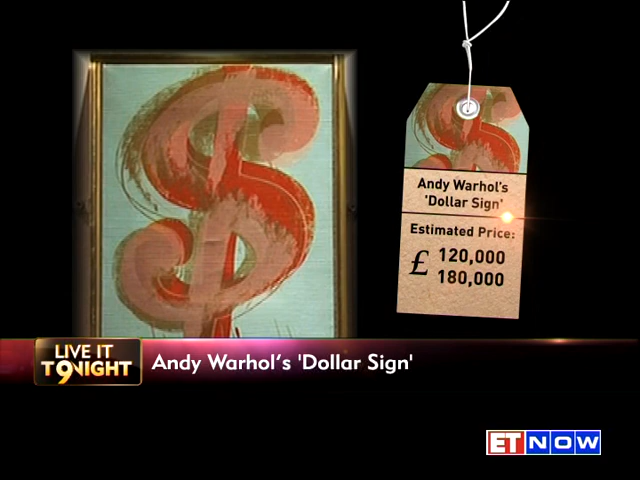 Andy Warhol's
'Dollar Sign'
Estimated Price:
£ 120,000
180,000
LIVE IT
T9NIGHT
Andy Warhol's 'Dollar Sign'
ET NOW